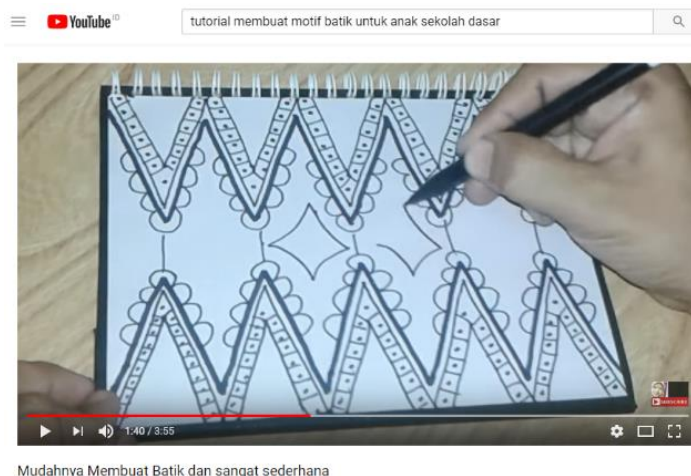 YouTube ID
tutorial membuat motif batik untuk anak sekolah dasar
SUBSCRIBE
1:40 / 3:55
Mudahnya Membuat Batik dan sangat sederhana